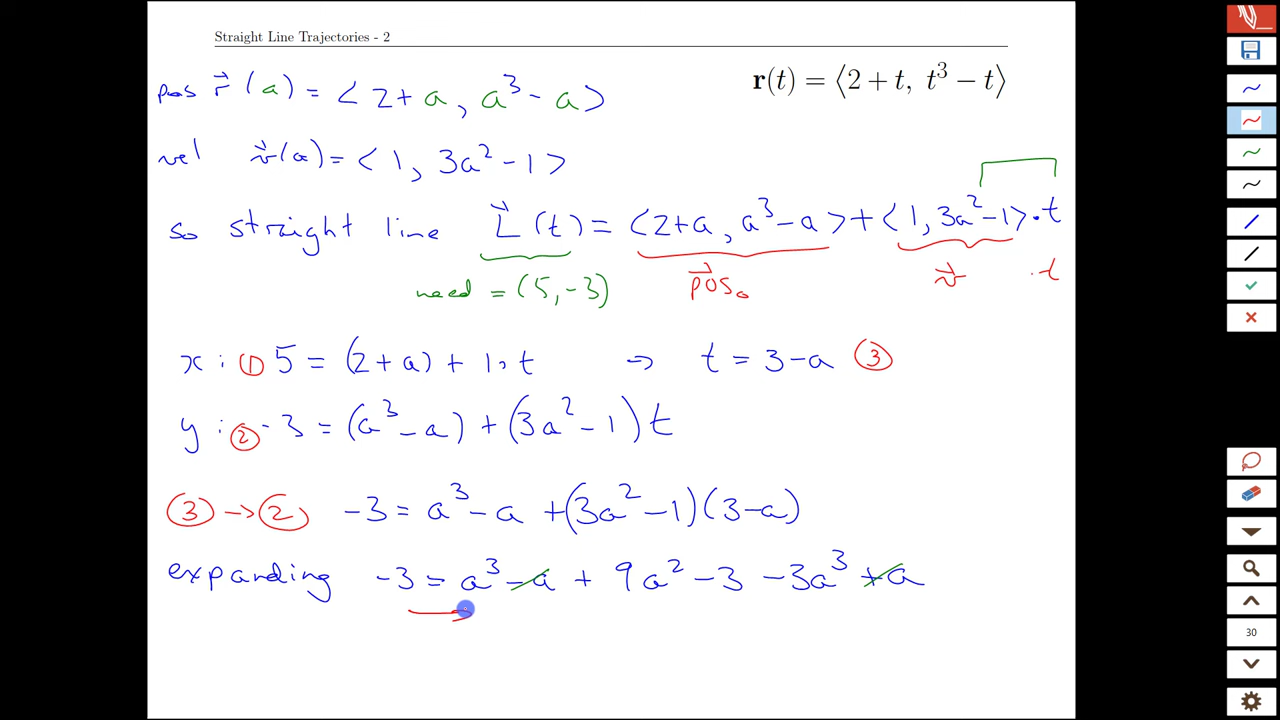 Straight Line Trajectories - 2
r(t) = ⟨2 + t, t³ − t⟩
pos r⃗(a) = <2+a, a³−a>
vel v⃗(a) = <1, 3a²−1>
so straight line L⃗(t) = <2+a, a³−a> + <1, 3a²−1>·t
need = (5, −3) pos⃗₀ v⃗ ·t
x: ① 5 = (2+a) + 1·t ⇒ t = 3−a ③
y: ② −3 = (a³−a) + (3a²−1)t
③ → ② −3 = a³−a + (3a²−1)(3−a)
expanding −3 = a³ −a + 9a² −3 −3a³ +a
30